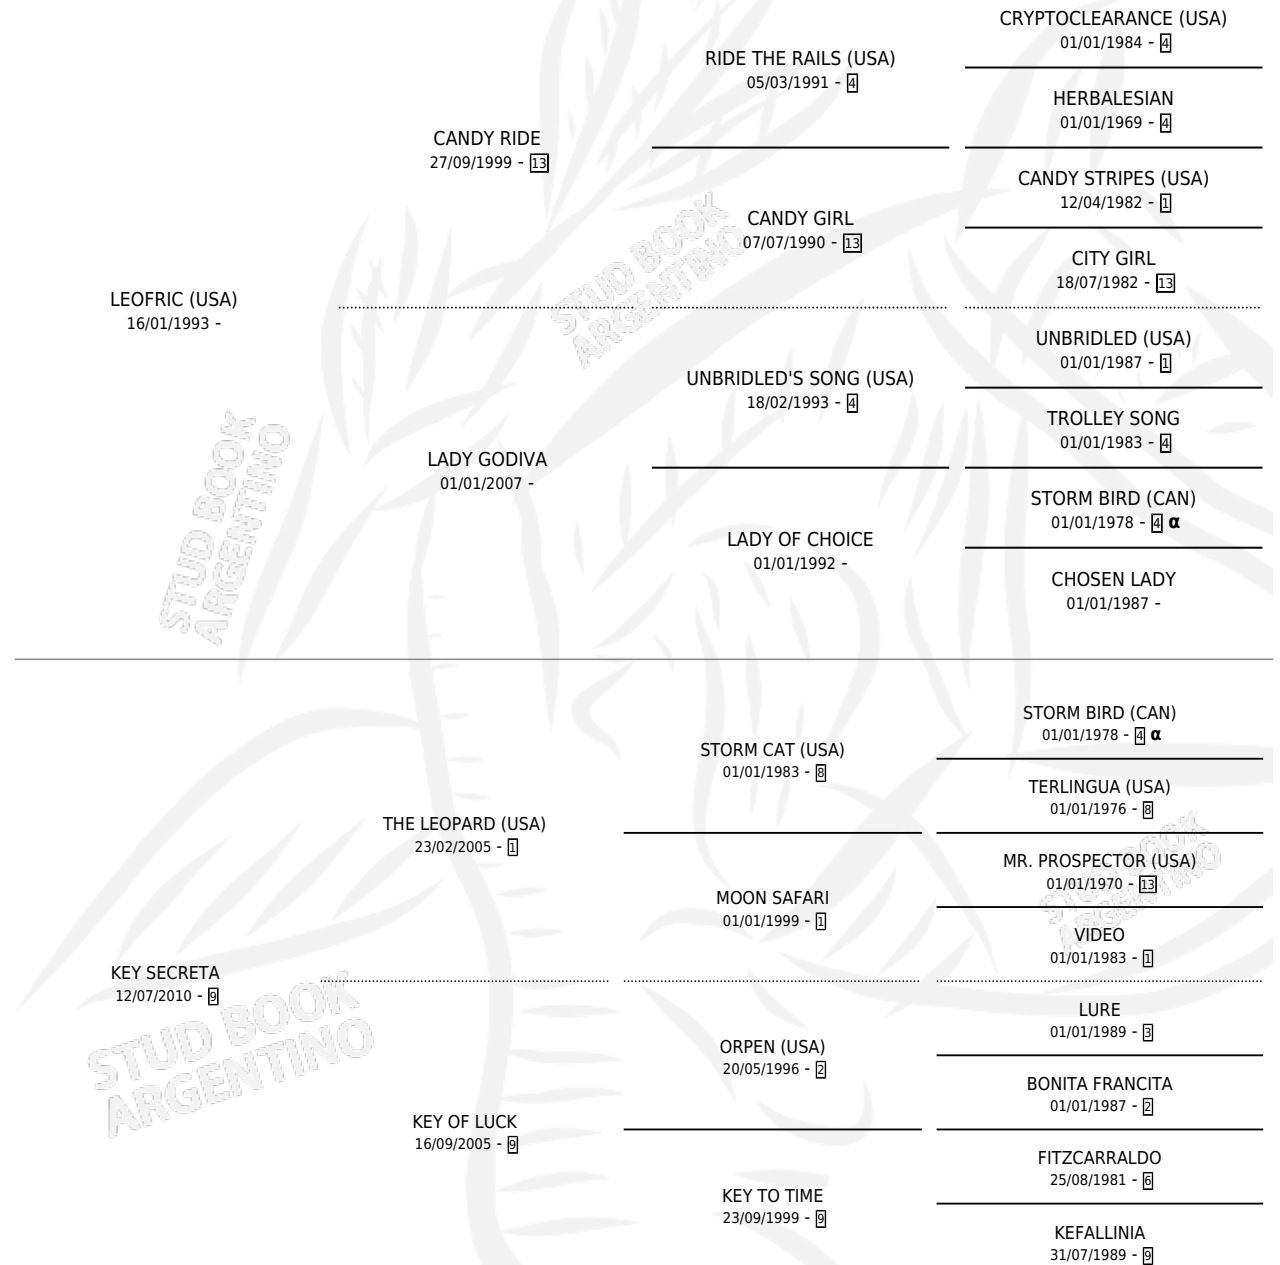 CRYPTOCLEARANCE (USA)
01/01/1984 - 4
RIDE THE RAILS (USA)
05/03/1991 - 4
HERBALESIAN
01/01/1969 - 4
CANDY RIDE
27/09/1999 - 13
CANDY STRIPES (USA)
12/04/1982 - 1
CANDY GIRL
07/07/1990 - 13
CITY GIRL
18/07/1982 - 13
STUD BOOK
ARGENTINO
LEOFRIC (USA)
16/01/1993 -
UNBRIDLED (USA)
01/01/1987 - 1
UNBRIDLED'S SONG (USA)
18/02/1993 - 4
TROLLEY SONG
01/01/1983 - 4
LADY GODIVA
01/01/2007 -
STORM BIRD (CAN)
01/01/1978 - 4 α
LADY OF CHOICE
01/01/1992 -
CHOSEN LADY
01/01/1987 -
STUD BOOK
ARGENTINO
STORM BIRD (CAN)
01/01/1978 - 4 α
STORM CAT (USA)
01/01/1983 - 8
TERLINGUA (USA)
01/01/1976 - 8
THE LEOPARD (USA)
23/02/2005 - 1
MR. PROSPECTOR (USA)
01/01/1970 - 13
MOON SAFARI
01/01/1999 - 1
VIDEO
01/01/1983 - 1
STUD BOOK
ARGENTINO
KEY SECRETA
12/07/2010 - 9
LURE
01/01/1989 - 3
ORPEN (USA)
20/05/1996 - 2
BONITA FRANCITA
01/01/1987 - 2
STUD BOOK
ARGENTINO
KEY OF LUCK
16/09/2005 - 9
FITZCARRALDO
25/08/1981 - 6
KEY TO TIME
23/09/1999 - 9
KEFALLINIA
31/07/1989 - 9